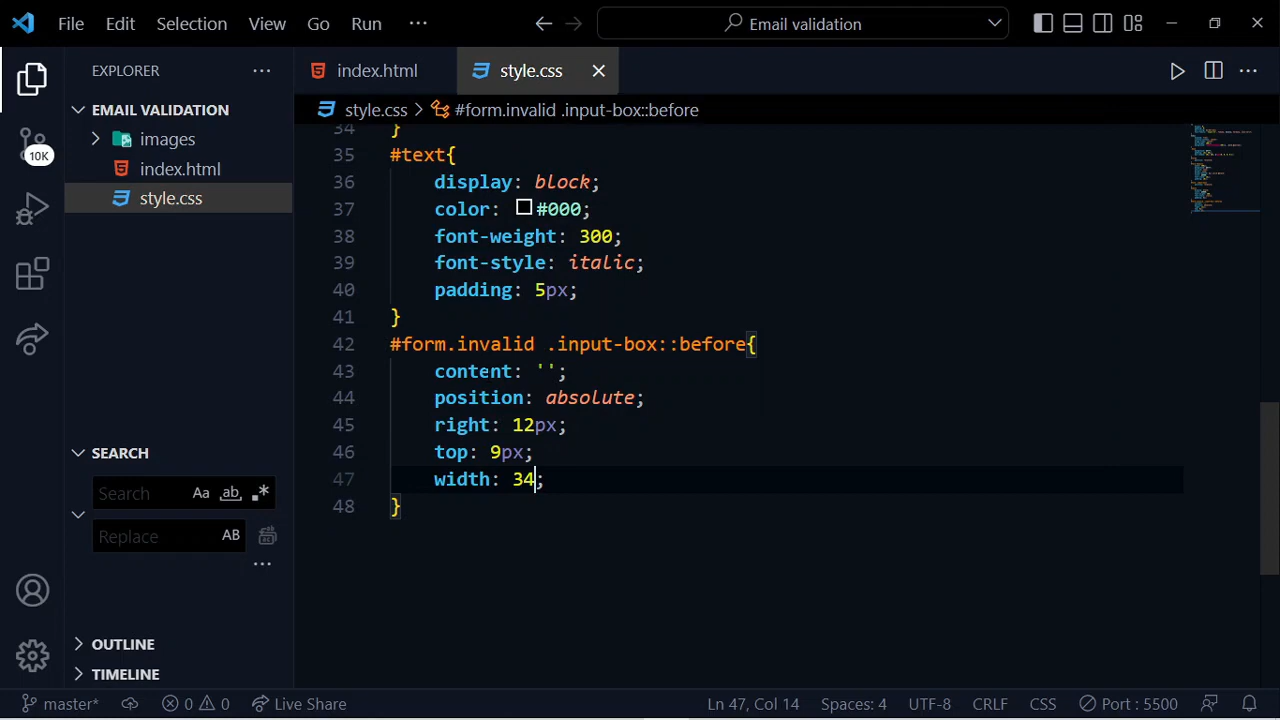 File Edit Selection View Go Run ··· Email validation
EXPLORER ···
index.html style.css
EMAIL VALIDATION
style.css > #form.invalid .input-box::before
images
index.html
style.css
10K
34 }
35 #text{
36 display: block;
37 color: #000;
38 font-weight: 300;
39 font-style: italic;
40 padding: 5px;
41 }
42 #form.invalid .input-box::before{
43 content: '';
44 position: absolute;
45 right: 12px;
46 top: 9px;
47 width: 34;
48 }
SEARCH
Search Aa ab .*
Replace AB
···
OUTLINE
TIMELINE
master* 0 0 Live Share Ln 47, Col 14 Spaces: 4 UTF-8 CRLF CSS Port : 5500